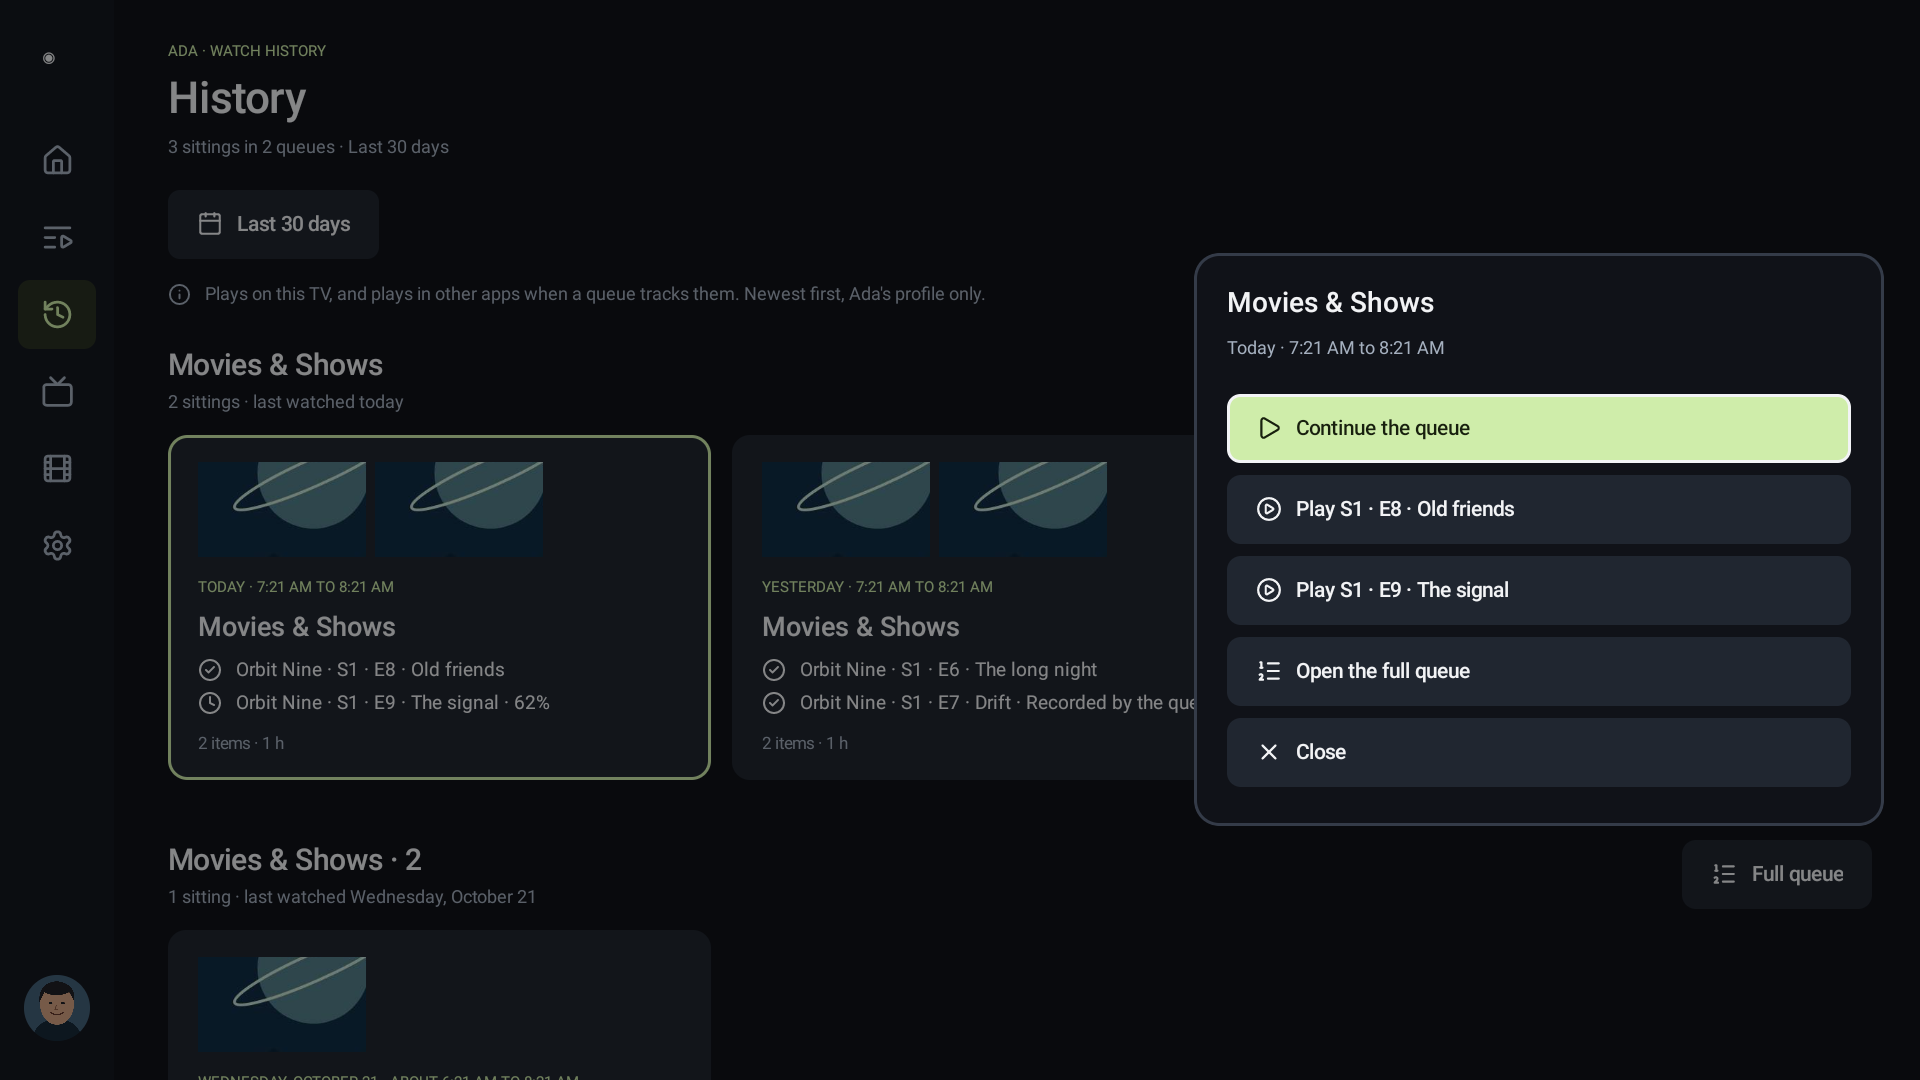 ADA · WATCH HISTORY
History
3 sittings in 2 queues · Last 30 days
Last 30 days
Plays on this TV, and plays in other apps when a queue tracks them. Newest first, Ada's profile only.
Movies & Shows
2 sittings · last watched today
TODAY · 7:21 AM TO 8:21 AM
Movies & Shows
Orbit Nine · S1 · E8 · Old friends
Orbit Nine · S1 · E9 · The signal · 62%
2 items · 1 h
YESTERDAY · 7:21 AM TO 8:21 AM
Movies & Shows
Orbit Nine · S1 · E6 · The long night
Orbit Nine · S1 · E7 · Drift · Recorded by the
2 items · 1 h
Movies & Shows
Today · 7:21 AM to 8:21 AM
Continue the queue
Play S1 · E8 · Old friends
Play S1 · E9 · The signal
Open the full queue
Close
Movies & Shows · 2
1 sitting · last watched Wednesday, October 21
Full queue